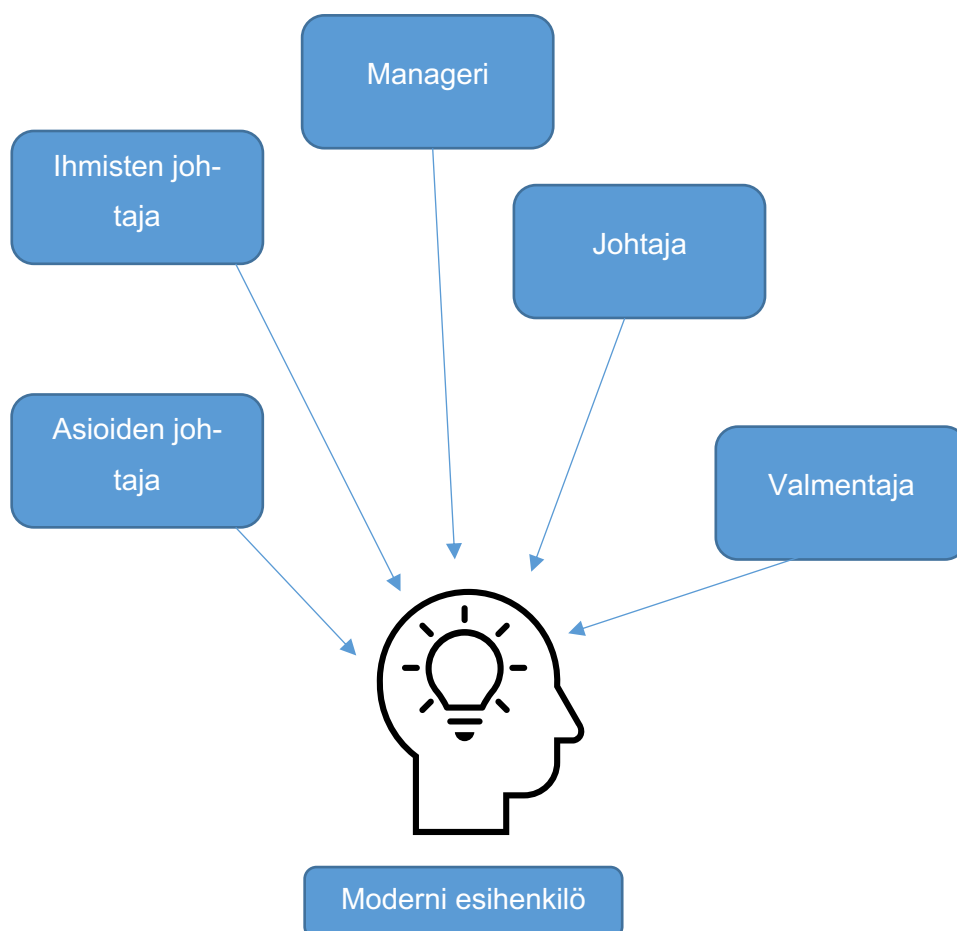 Manageri
Ihmisten joh-
taja
Johtaja
Asioiden joh-
taja
Valmentaja
Moderni esihenkilö